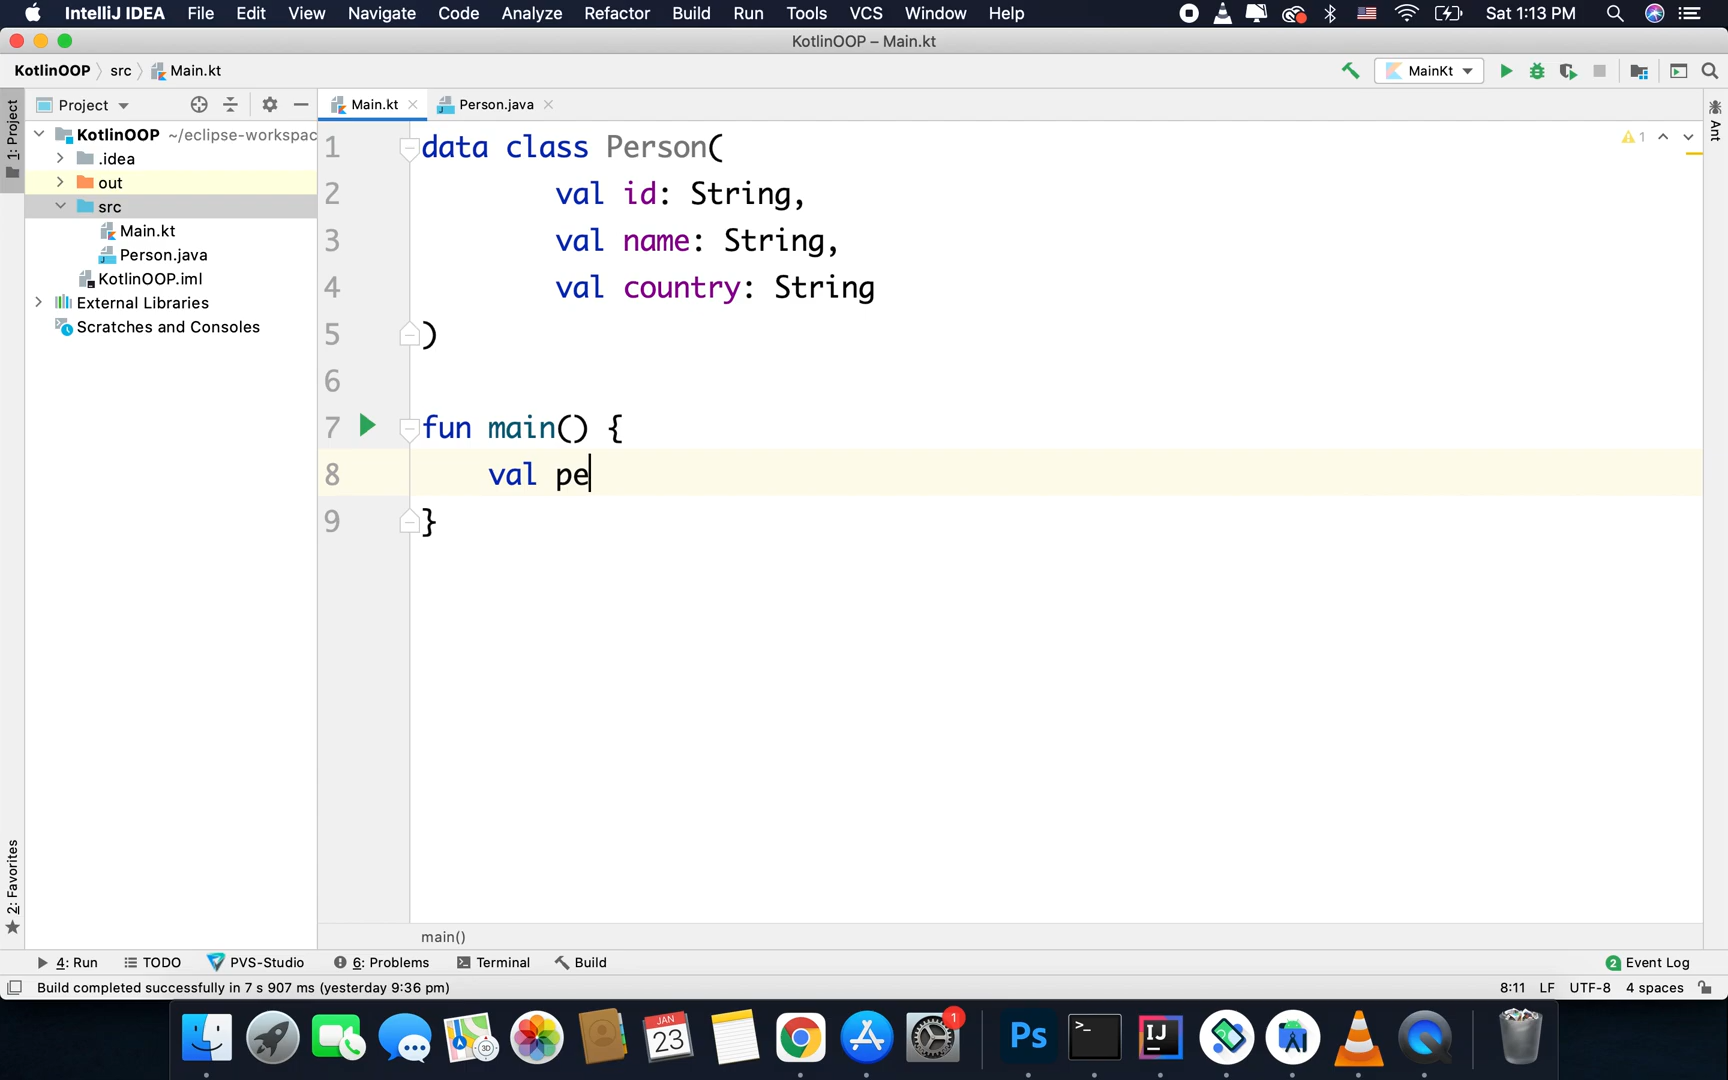 IntelliJ IDEA File Edit View Navigate Code Analyze Refactor Build Run Tools VCS Window Help Sat 1:13 PM
KotlinOOP – Main.kt
KotlinOOP src Main.kt MainKt
Project Main.kt Person.java
1: Project
Ant
KotlinOOP ~/eclipse-workspac
.idea
out
src
Main.kt
Person.java
KotlinOOP.iml
External Libraries
Scratches and Consoles
1 data class Person( 1
2 val id: String,
3 val name: String,
4 val country: String
5 )
6
7 fun main() {
8 val pe
9 }
2: Favorites
main()
4: Run TODO PVS-Studio 6: Problems Terminal Build 2 Event Log
Build completed successfully in 7 s 907 ms (yesterday 9:36 pm) 8:11 LF UTF-8 4 spaces
JAN
23
3D
1
Ps
>_
IJ